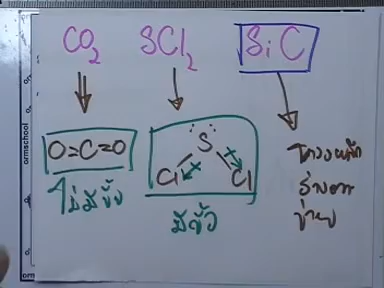 CO₂ SCl₂ SiC
O=C=O
S
Cl Cl
ไม่มีขั้ว
มีขั้ว
โครงผลึก
ร่างตา
ข่าย
ormschool